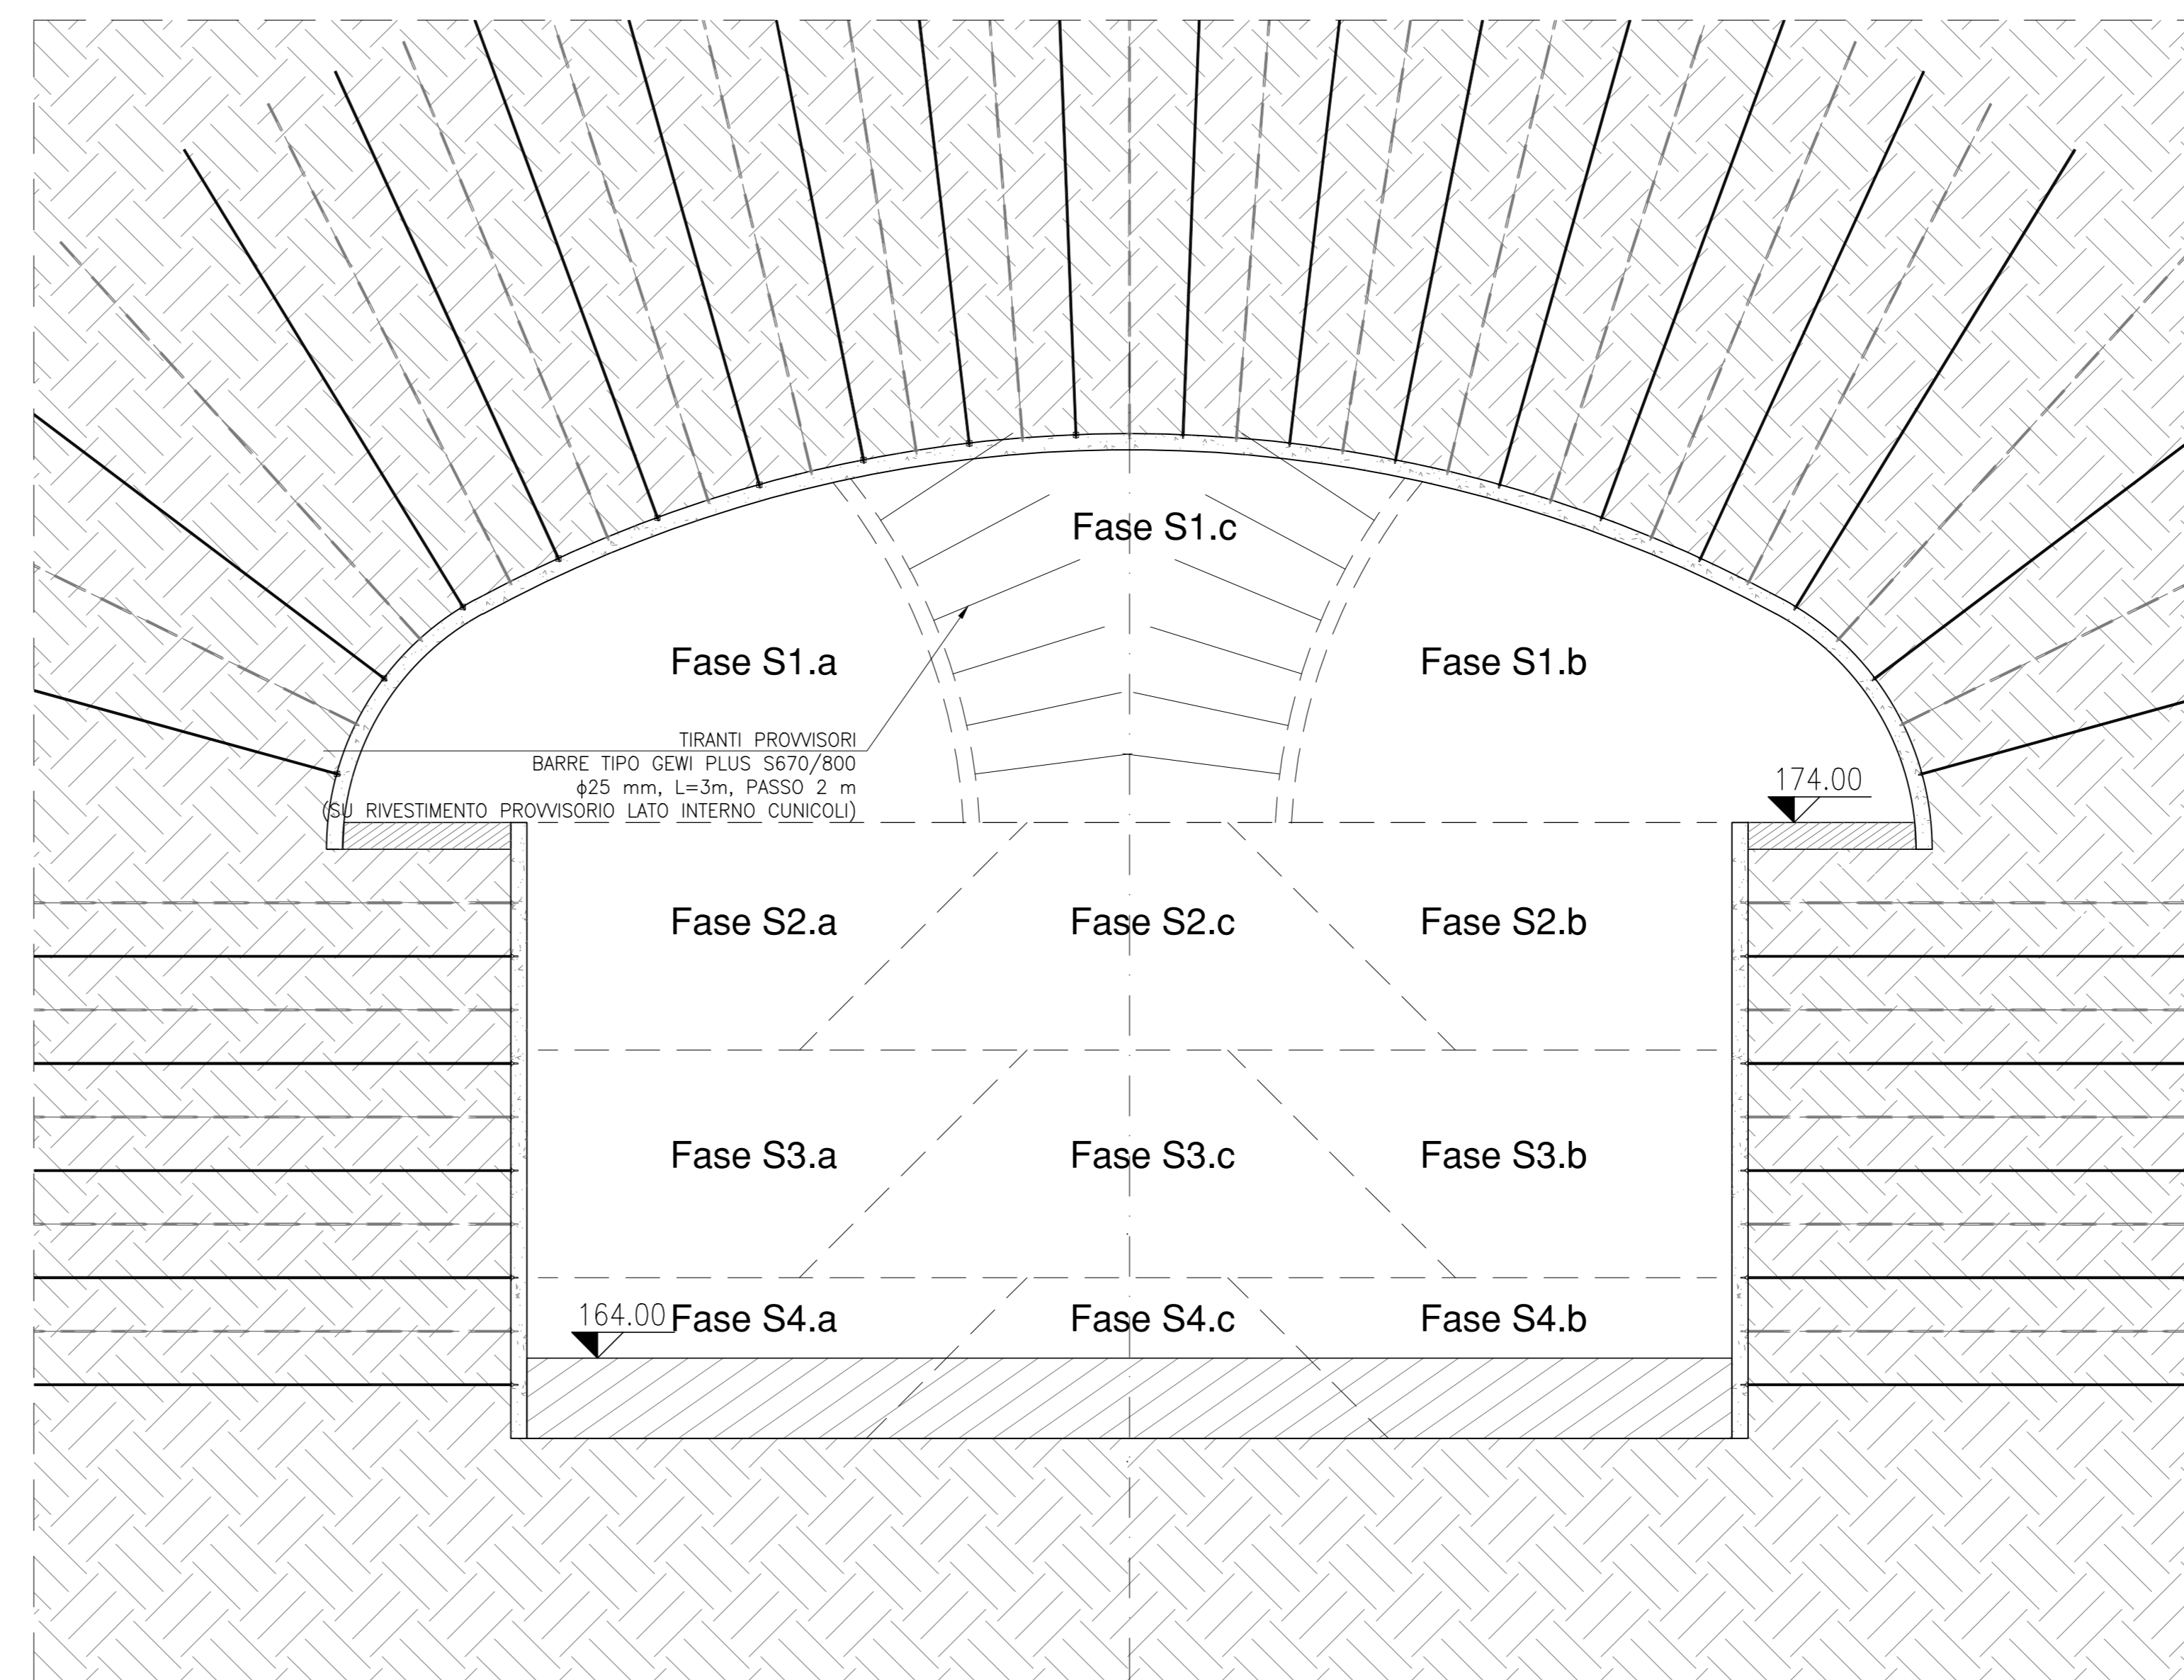 Fase S1.c
Fase S1.a
Fase S1.b
TIRANTI PROVVISORI
BARRE TIPO GEWI PLUS S670/800
ϕ25 mm, L=3m, PASSO 2 m
(SU RIVESTIMENTO PROVVISORIO LATO INTERNO CUNICOLI)
174.00
Fase S2.a
Fase S2.c
Fase S2.b
Fase S3.a
Fase S3.c
Fase S3.b
164.00
Fase S4.a
Fase S4.c
Fase S4.b